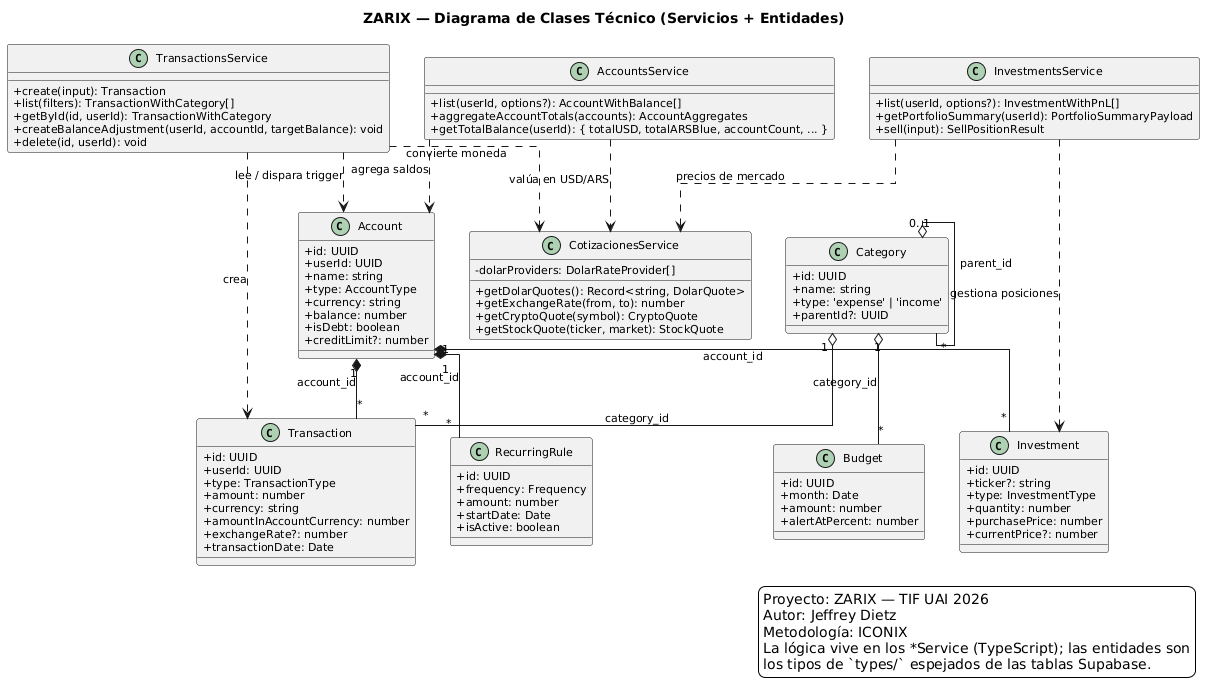 ZARIX — Diagrama de Clases Técnico (Servicios + Entidades)
C TransactionsService
+create(input): Transaction
+list(filters): TransactionWithCategory[]
+getById(id, userId): TransactionWithCategory
+createBalanceAdjustment(userId, accountId, targetBalance): void
+delete(id, userId): void
C AccountsService
+list(userId, options?): AccountWithBalance[]
+aggregateAccountTotals(accounts): AccountAggregates
+getTotalBalance(userId): { totalUSD, totalARSBlue, accountCount, ... }
C InvestmentsService
+list(userId, options?): InvestmentWithPnL[]
+getPortfolioSummary(userId): PortfolioSummaryPayload
+sell(input): SellPositionResult
convierte moneda
lee / dispara trigger
agrega saldos
valúa en USD/ARS
precios de mercado
C Account
+id: UUID
+userId: UUID
+name: string
+type: AccountType
+currency: string
+balance: number
+isDebt: boolean
+creditLimit?: number
C CotizacionesService
-dolarProviders: DolarRateProvider[]
+getDolarQuotes(): Record<string, DolarQuote>
+getExchangeRate(from, to): number
+getCryptoQuote(symbol): CryptoQuote
+getStockQuote(ticker, market): StockQuote
0..1
C Category
+id: UUID
+name: string
+type: 'expense' | 'income'
+parentId?: UUID
parent_id
*
crea
gestiona posiciones
1
account_id
*
1
account_id
*
1
account_id
*
1
category_id
*
1
category_id
*
C Transaction
+id: UUID
+userId: UUID
+type: TransactionType
+amount: number
+currency: string
+amountInAccountCurrency: number
+exchangeRate?: number
+transactionDate: Date
C RecurringRule
+id: UUID
+frequency: Frequency
+amount: number
+startDate: Date
+isActive: boolean
C Budget
+id: UUID
+month: Date
+amount: number
+alertAtPercent: number
C Investment
+id: UUID
+ticker?: string
+type: InvestmentType
+quantity: number
+purchasePrice: number
+currentPrice?: number
Proyecto: ZARIX — TIF UAI 2026
Autor: Jeffrey Dietz
Metodología: ICONIX
La lógica vive en los *Service (TypeScript); las entidades son
los tipos de `types/` espejados de las tablas Supabase.